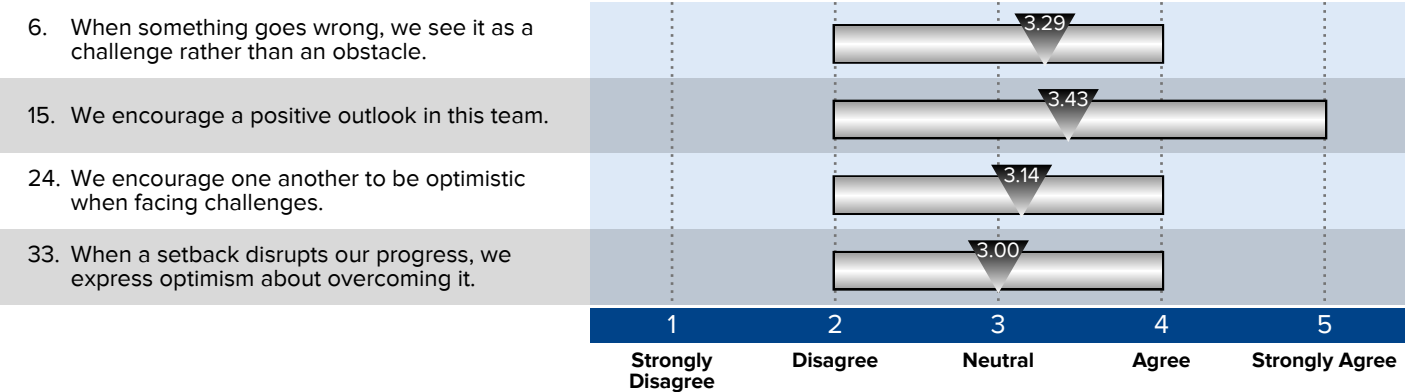 6. When something goes wrong, we see it as a
challenge rather than an obstacle.
3.29
15. We encourage a positive outlook in this team.
3.43
24. We encourage one another to be optimistic
when facing challenges.
3.14
33. When a setback disrupts our progress, we
express optimism about overcoming it.
3.00
1 2 3 4 5
Strongly Disagree Neutral Agree Strongly Agree
Disagree